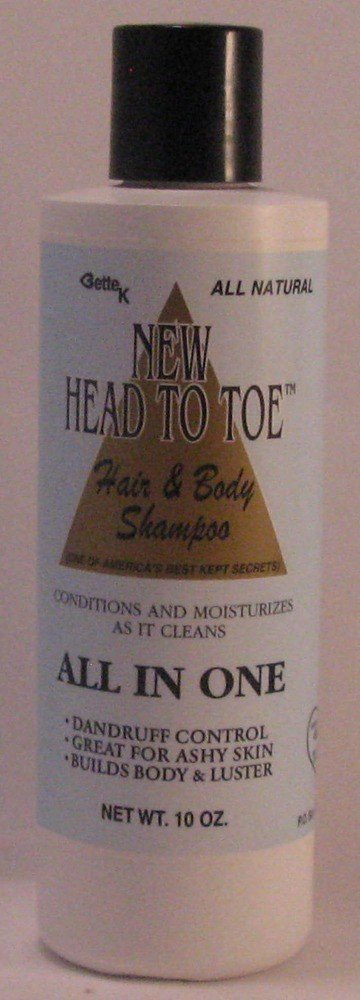 Gette K
ALL NATURAL
NEW
HEAD TO TOE™
Hair & Body
Shampoo
(ONE OF AMERICA'S BEST KEPT SECRETS)
CONDITIONS AND MOISTURIZES
AS IT CLEANS
ALL IN ONE
• DANDRUFF CONTROL
• GREAT FOR ASHY SKIN
• BUILDS BODY & LUSTER
NET WT. 10 OZ.